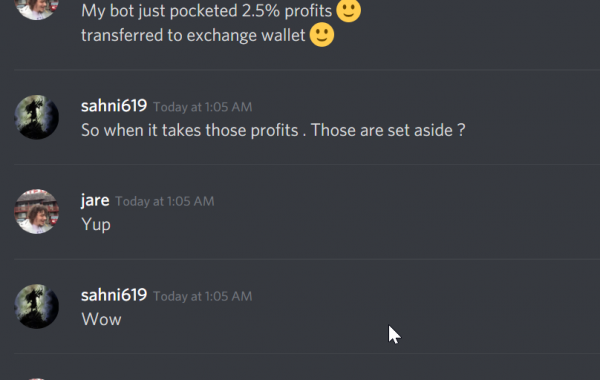 My bot just pocketed 2.5% profits 🙂
transferred to exchange wallet 🙂
sahni619 Today at 1:05 AM
So when it takes those profits . Those are set aside ?
jare Today at 1:05 AM
Yup
sahni619 Today at 1:05 AM
Wow